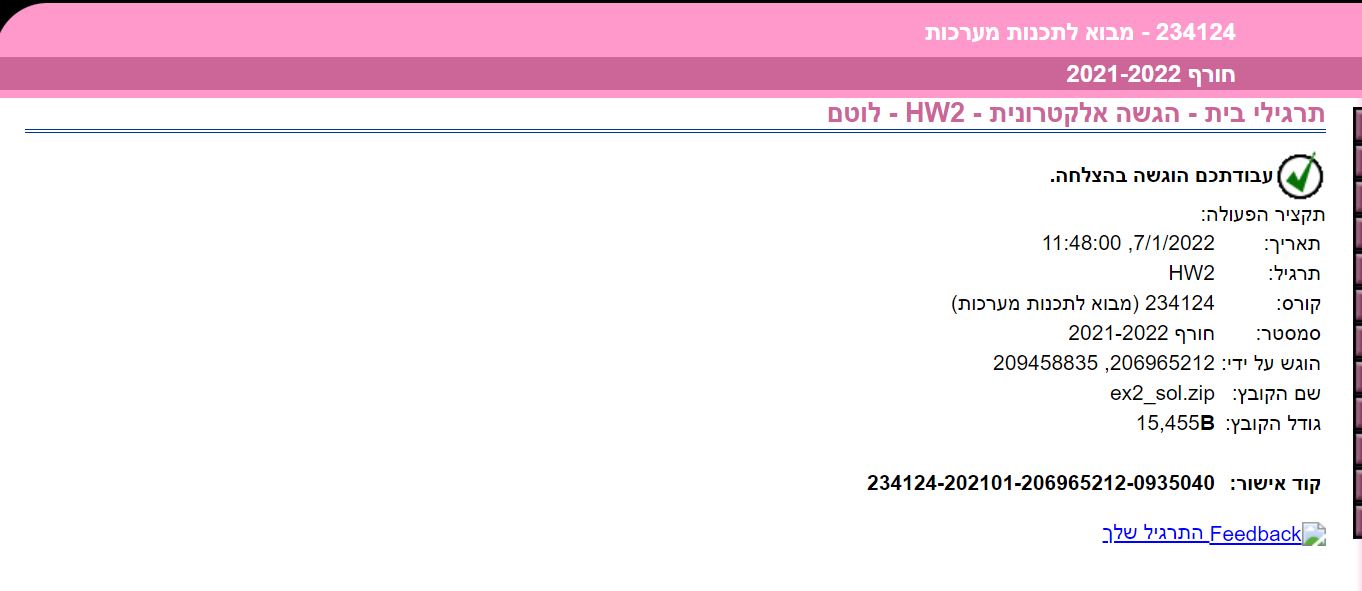 234124 - מבוא לתכנות מערכות
חורף 2021-2022
תרגילי בית - הגשה אלקטרונית - HW2 - לוטם
עבודתכם הוגשה בהצלחה.
תקציר הפעולה:
תאריך: 7/1/2022, 11:48:00
תרגיל: HW2
קורס: 234124 (מבוא לתכנות מערכות)
סמסטר: חורף 2021-2022
הוגש על ידי: 206965212, 209458835
שם הקובץ: ex2_sol.zip
גודל הקובץ: 15,455B
קוד אישור: 234124-202101-206965212-0935040
Feedback התרגיל שלך